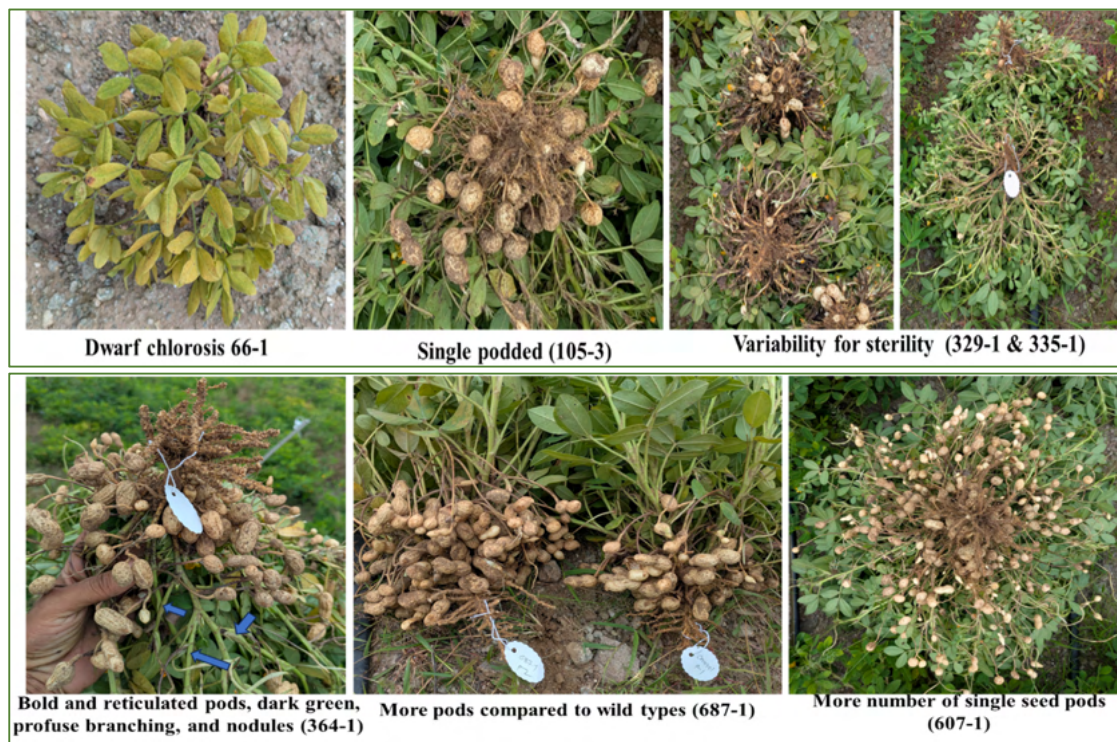 Dwarf chlorosis 66-1
Single podded (105-3)
Variability for sterility (329-1 & 335-1)
Bold and reticulated pods, dark green,
profuse branching, and nodules (364-1)
More pods compared to wild types (687-1)
More number of single seed pods
(607-1)